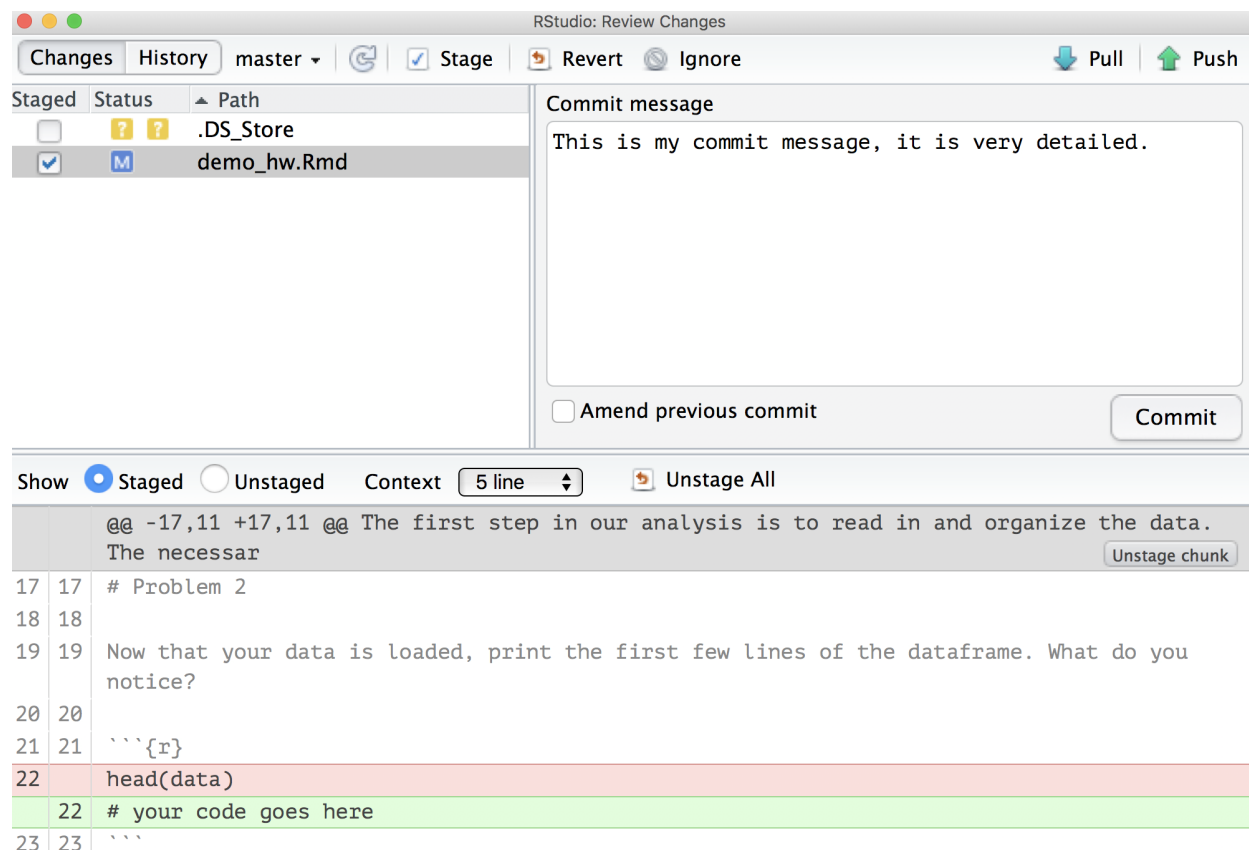 RStudio: Review Changes
Changes History master Stage Revert Ignore Pull Push
Staged Status Path
? ? .DS_Store
M demo_hw.Rmd
Commit message
This is my commit message, it is very detailed.
Amend previous commit
Commit
Show Staged Unstaged Context 5 line Unstage All
@@ -17,11 +17,11 @@ The first step in our analysis is to read in and organize the data.
The necessar
Unstage chunk
17 17 # Problem 2
18 18
19 19 Now that your data is loaded, print the first few lines of the dataframe. What do you
notice?
20 20
21 21 ```{r}
22 head(data)
22 # your code goes here
23 23 ```